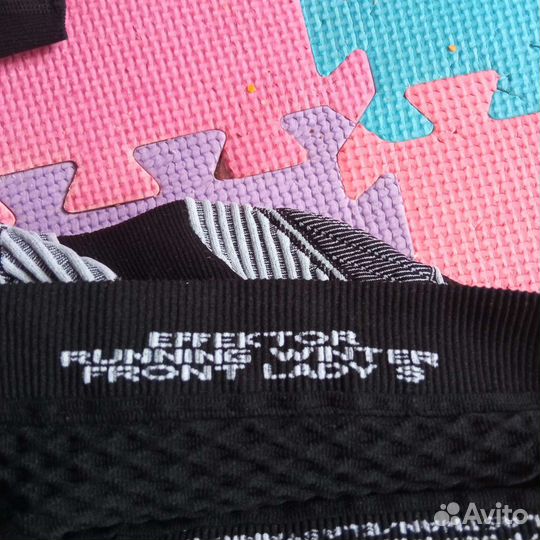 EFFEKTOR
RUNNING WINTER
FRONT LADY S
Avito